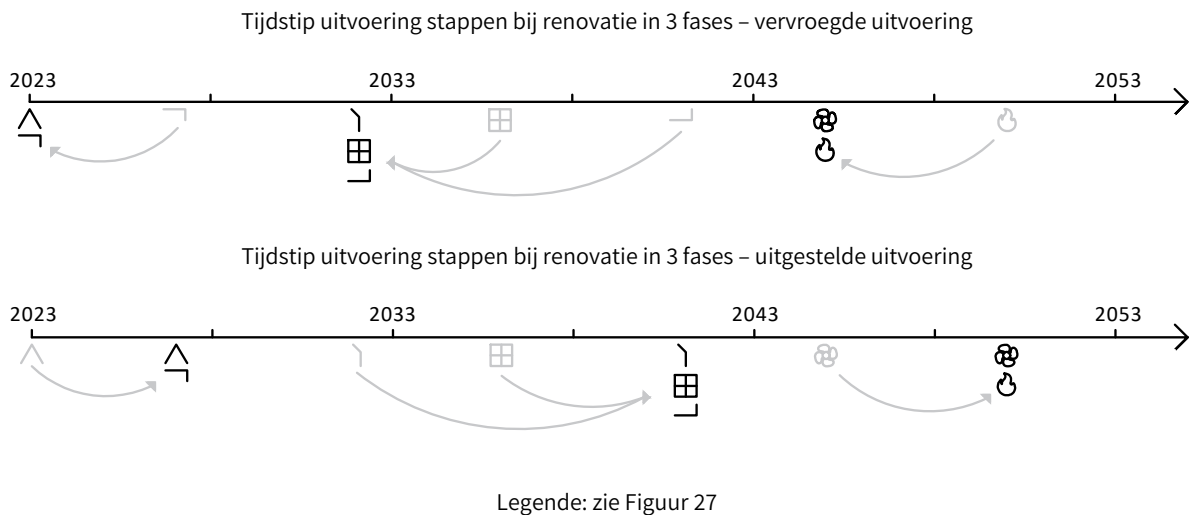 Tijdstip uitvoering stappen bij renovatie in 3 fases – vervroegde uitvoering
2023 2033 2043 2053
Tijdstip uitvoering stappen bij renovatie in 3 fases – uitgestelde uitvoering
2023 2033 2043 2053
Legende: zie Figuur 27